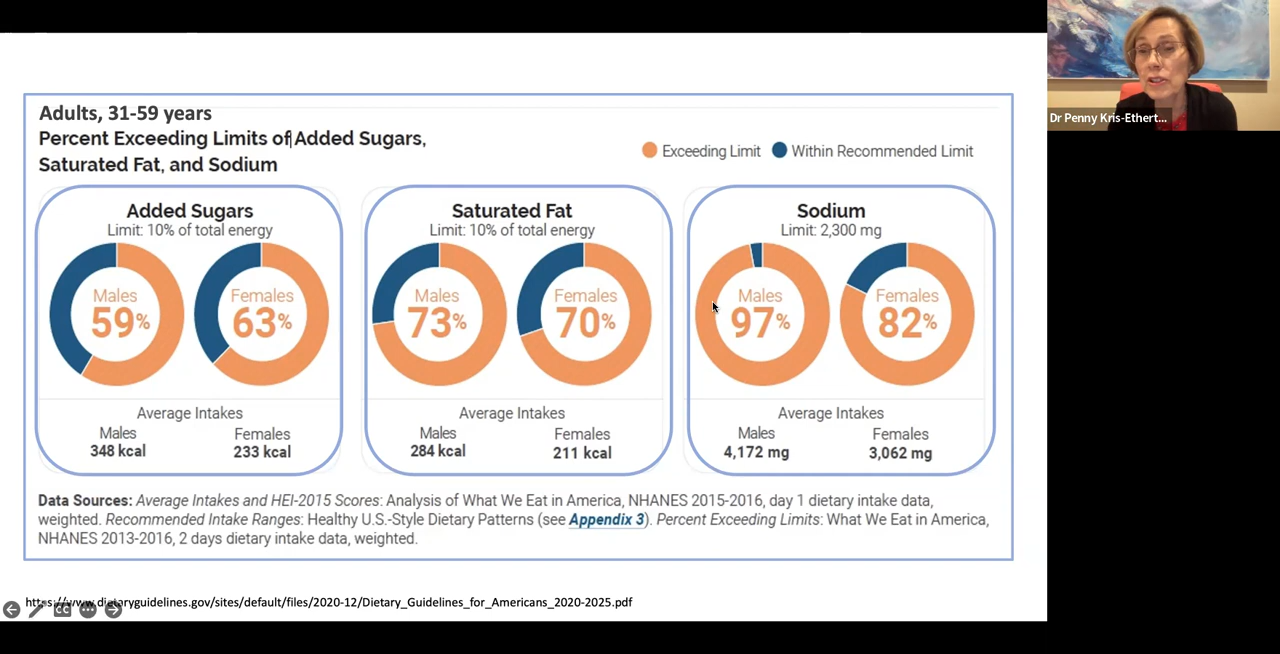 Adults, 31-59 years
Percent Exceeding Limits of Added Sugars,
Saturated Fat, and Sodium
Exceeding Limit
Within Recommended Limit
Added Sugars
Limit: 10% of total energy
Males
59%
Females
63%
Average Intakes
Males
348 kcal
Females
233 kcal
Saturated Fat
Limit: 10% of total energy
Males
73%
Females
70%
Average Intakes
Males
284 kcal
Females
211 kcal
Sodium
Limit: 2,300 mg
Males
97%
Females
82%
Average Intakes
Males
4,172 mg
Females
3,062 mg
Data Sources: Average Intakes and HEI-2015 Scores: Analysis of What We Eat in America, NHANES 2015-2016, day 1 dietary intake data,
weighted. Recommended Intake Ranges: Healthy U.S.-Style Dietary Patterns (see Appendix 3). Percent Exceeding Limits: What We Eat in America,
NHANES 2013-2016, 2 days dietary intake data, weighted.
https://www.dietaryguidelines.gov/sites/default/files/2020-12/Dietary_Guidelines_for_Americans_2020-2025.pdf
CC
Dr Penny Kris-Ethert...